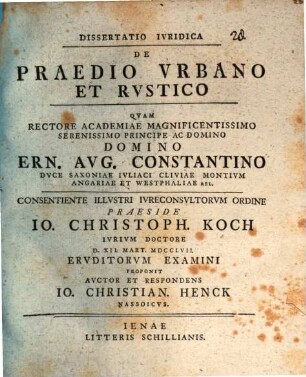 DISSERTATIO IVRIDICA
DE
PRAEDIO VRBANO
ET RVSTICO
QVAM
RECTORE ACADEMIAE MAGNIFICENTISSIMO
SERENISSIMO PRINCIPE AC DOMINO
DOMINO
ERN. AVG. CONSTANTINO
DVCE SAXONIAE IVLIACI CLIVIAE MONTIVM
ANGARIAE ET WESTPHALIAE REL.
CONSENTIENTE ILLVSTRI IVRECONSVLTORVM ORDINE
PRAESIDE
IO. CHRISTOPH. KOCH
IVRIVM DOCTORE
D. XII. MART. MDCCLVII.
ERVDITORVM EXAMINI
PROPONIT
AVCTOR ET RESPONDENS
IO. CHRISTIAN. HENCK
NASSOICVS.
IENAE
LITTERIS SCHILLIANIS.